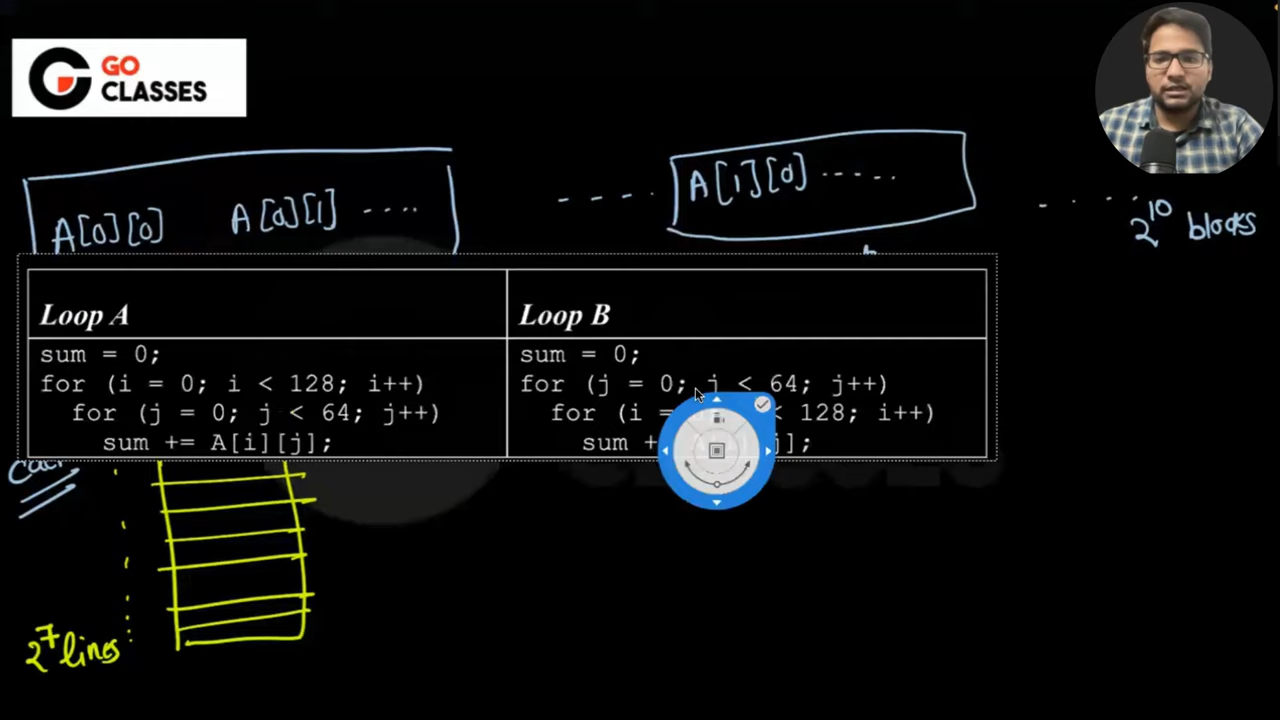 GO
CLASSES
A[0][0] A[0][1] ....
.... A[1][0] .....
.....
2^10 blocks
Loop A
sum = 0;
for (i = 0; i < 128; i++)
for (j = 0; j < 64; j++)
sum += A[i][j];
Loop B
sum = 0;
for (j = 0; j < 64; j++)
for (i = < 128; i++)
sum + j];
2^7 lines